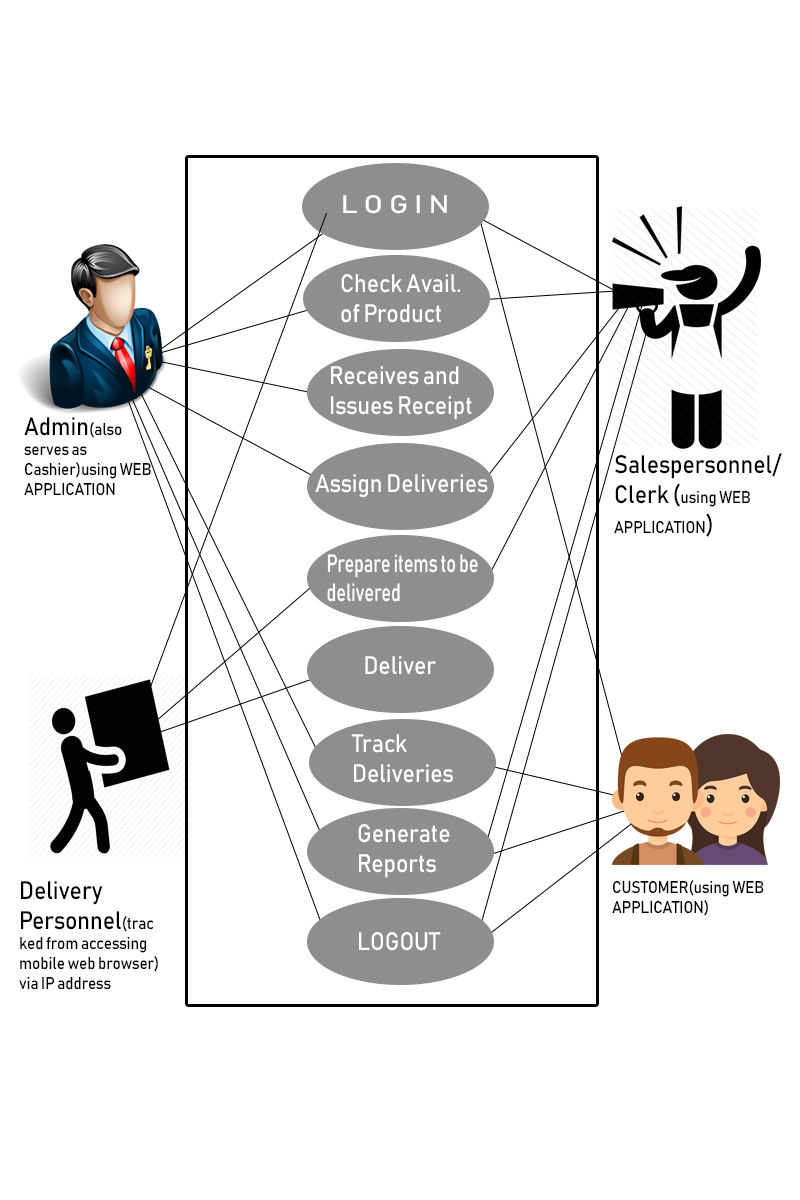 LOGIN
Check Avail.
of Product
Receives and
Issues Receipt
Assign Deliveries
Prepare items to be
delivered
Deliver
Track
Deliveries
Generate
Reports
LOGOUT
Admin(also
serves as
Cashier)using WEB
APPLICATION
Delivery
Personnel(trac
ked from accessing
mobile web browser)
via IP address
Salespersonnel/
Clerk (using WEB
APPLICATION)
CUSTOMER(using WEB
APPLICATION)